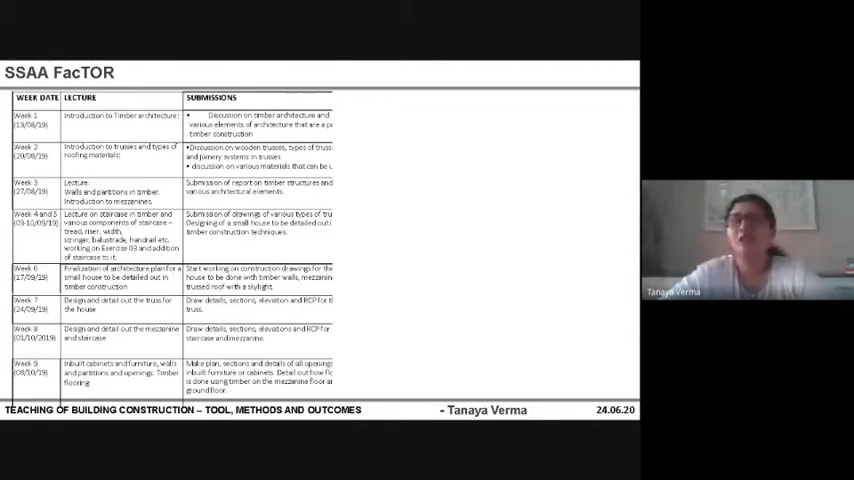 SSAA FacTOR
WEEK DATE LECTURE SUBMISSIONS
Week 1
(13/08/19)
Introduction to Timber architecture:
• Discussion on timber architecture and
various elements of architecture that are a
timber construction
Week 2
(20/08/19)
Introduction to trusses and types of
roofing materials:
•Discussion on wooden trusses, types of
and joinery systems in trusses
• discussion on various materials that can be
Week 3
(27/08/19)
Lecture:
Walls and partitions in timber.
Introduction to mezzanines.
Submission of report on timber structures and
various architectural elements.
Week 4 and 5
(03-10/09/19)
Lecture on staircase in timber and
various components of staircase –
tread, riser, width,
stringer, balustrade, handrail etc.
working on Exercise 03 and addition
of staircase to it.
Submission of drawings of various types of
Designing of a small house to be detailed out
timber construction techniques.
Week 6
(17/09/19)
Finalization of architecture plan for a
small house to be detailed out in
timber construction
Start working on construction drawings for the
house to be done with timber walls,
trussed roof with a skylight.
Week 7
(24/09/19)
Design and detail out the truss for
the house
Draw details, sections, elevation and RCP for
truss.
Week 8
(01/10/2019)
Design and detail out the mezzanine
and staircase
Draw details, sections, elevations and RCP for
staircase and mezzanine.
Week 9
(08/10/19)
Inbuilt cabinets and furniture, walls
and partitions and openings. Timber
flooring
Make plan, sections and details of all openings
inbuilt furniture or cabinets. Detail out how
is done using timber on the mezzanine floor
ground floor.
TEACHING OF BUILDING CONSTRUCTION – TOOL, METHODS AND OUTCOMES - Tanaya Verma 24.06.20
Tanaya Verma